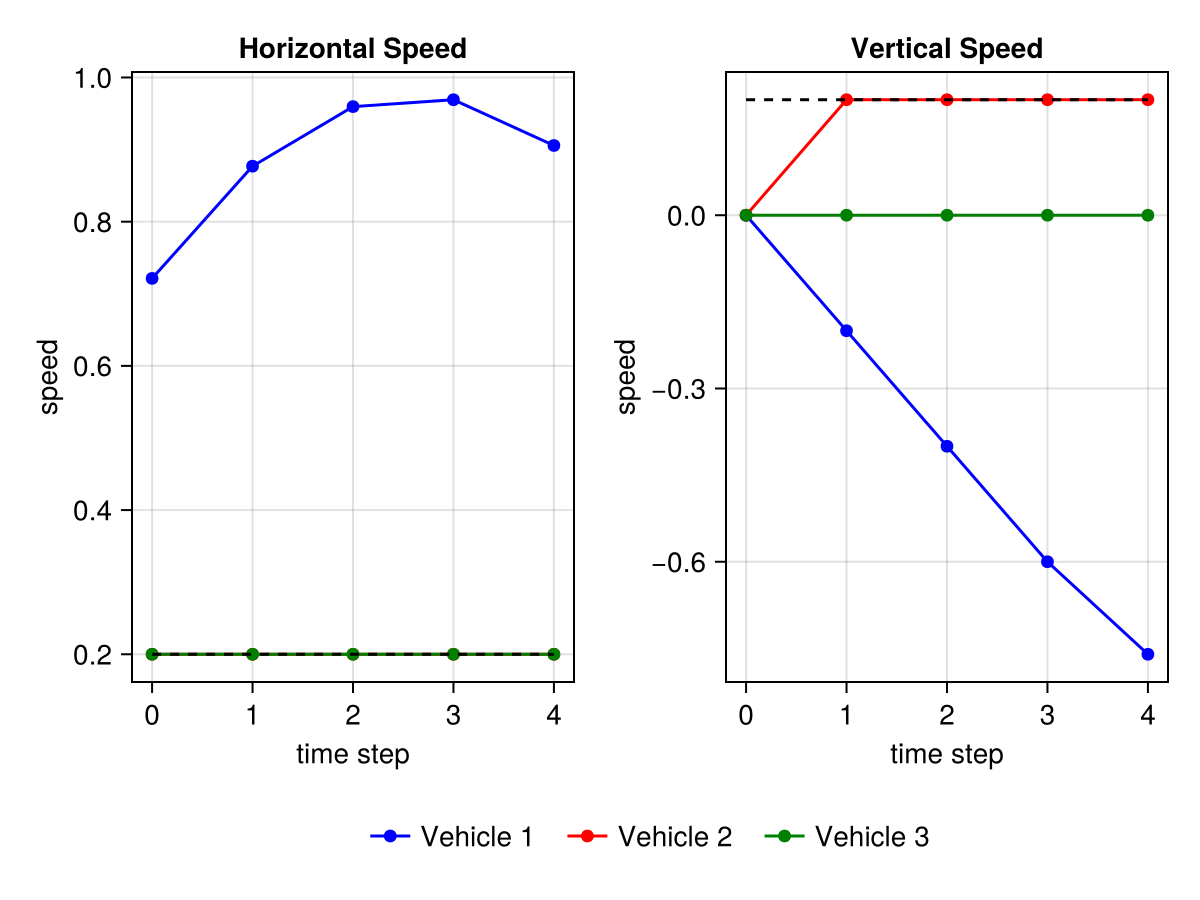 Horizontal Speed
1.0
0.8
0.6
0.4
0.2
speed
0 1 2 3 4
time step
Vertical Speed
0.0
−0.3
−0.6
speed
0 1 2 3 4
time step
Vehicle 1 Vehicle 2 Vehicle 3